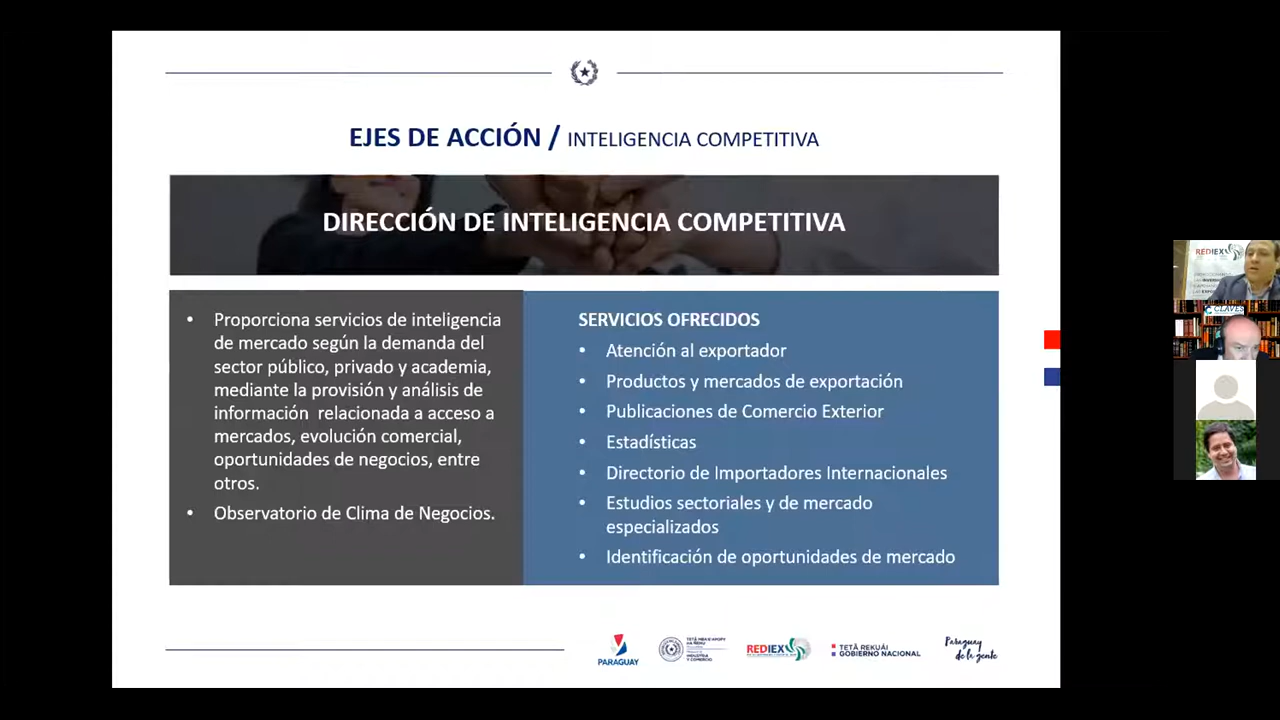 EJES DE ACCIÓN / INTELIGENCIA COMPETITIVA
DIRECCIÓN DE INTELIGENCIA COMPETITIVA
• Proporciona servicios de inteligencia
de mercado según la demanda del
sector público, privado y academia,
mediante la provisión y análisis de
información relacionada a acceso a
mercados, evolución comercial,
oportunidades de negocios, entre
otros.
• Observatorio de Clima de Negocios.
SERVICIOS OFRECIDOS
• Atención al exportador
• Productos y mercados de exportación
• Publicaciones de Comercio Exterior
• Estadísticas
• Directorio de Importadores Internacionales
• Estudios sectoriales y de mercado
especializados
• Identificación de oportunidades de mercado
REDIEX
CLAVES
PARAGUAY
INDUSTRIA
Y COMERCIO
REDIEX
TETÃ REKUÁI
GOBIERNO NACIONAL
Paraguay
de la gente